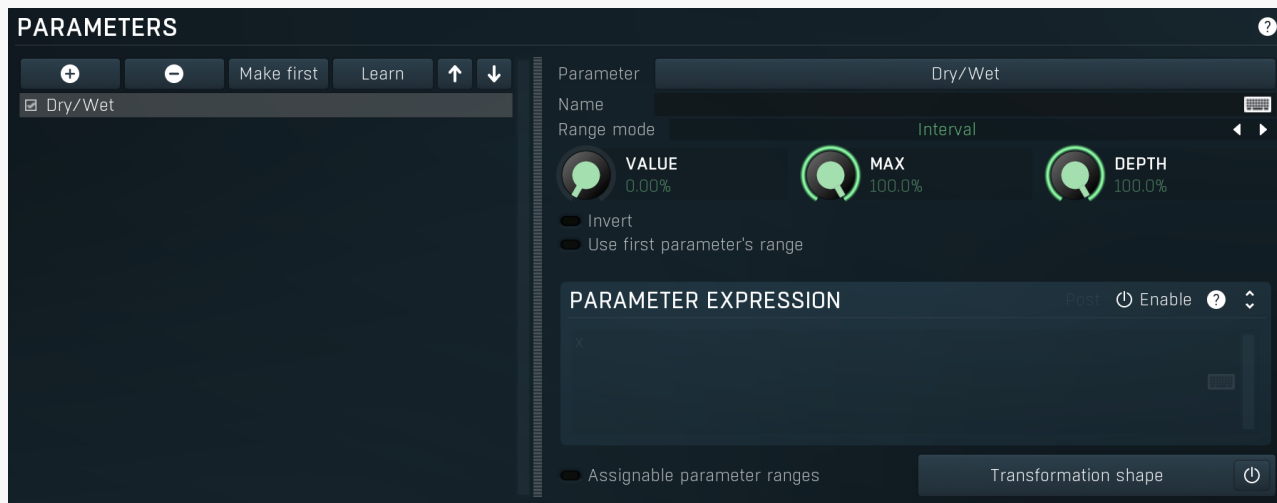 PARAMETERS
?
Make first
Learn
Dry/Wet
Parameter
Dry/Wet
Name
Range mode
Interval
VALUE
0.00%
MAX
100.0%
DEPTH
100.0%
Invert
Use first parameter's range
PARAMETER EXPRESSION
Post
Enable
?
x
Assignable parameter ranges
Transformation shape